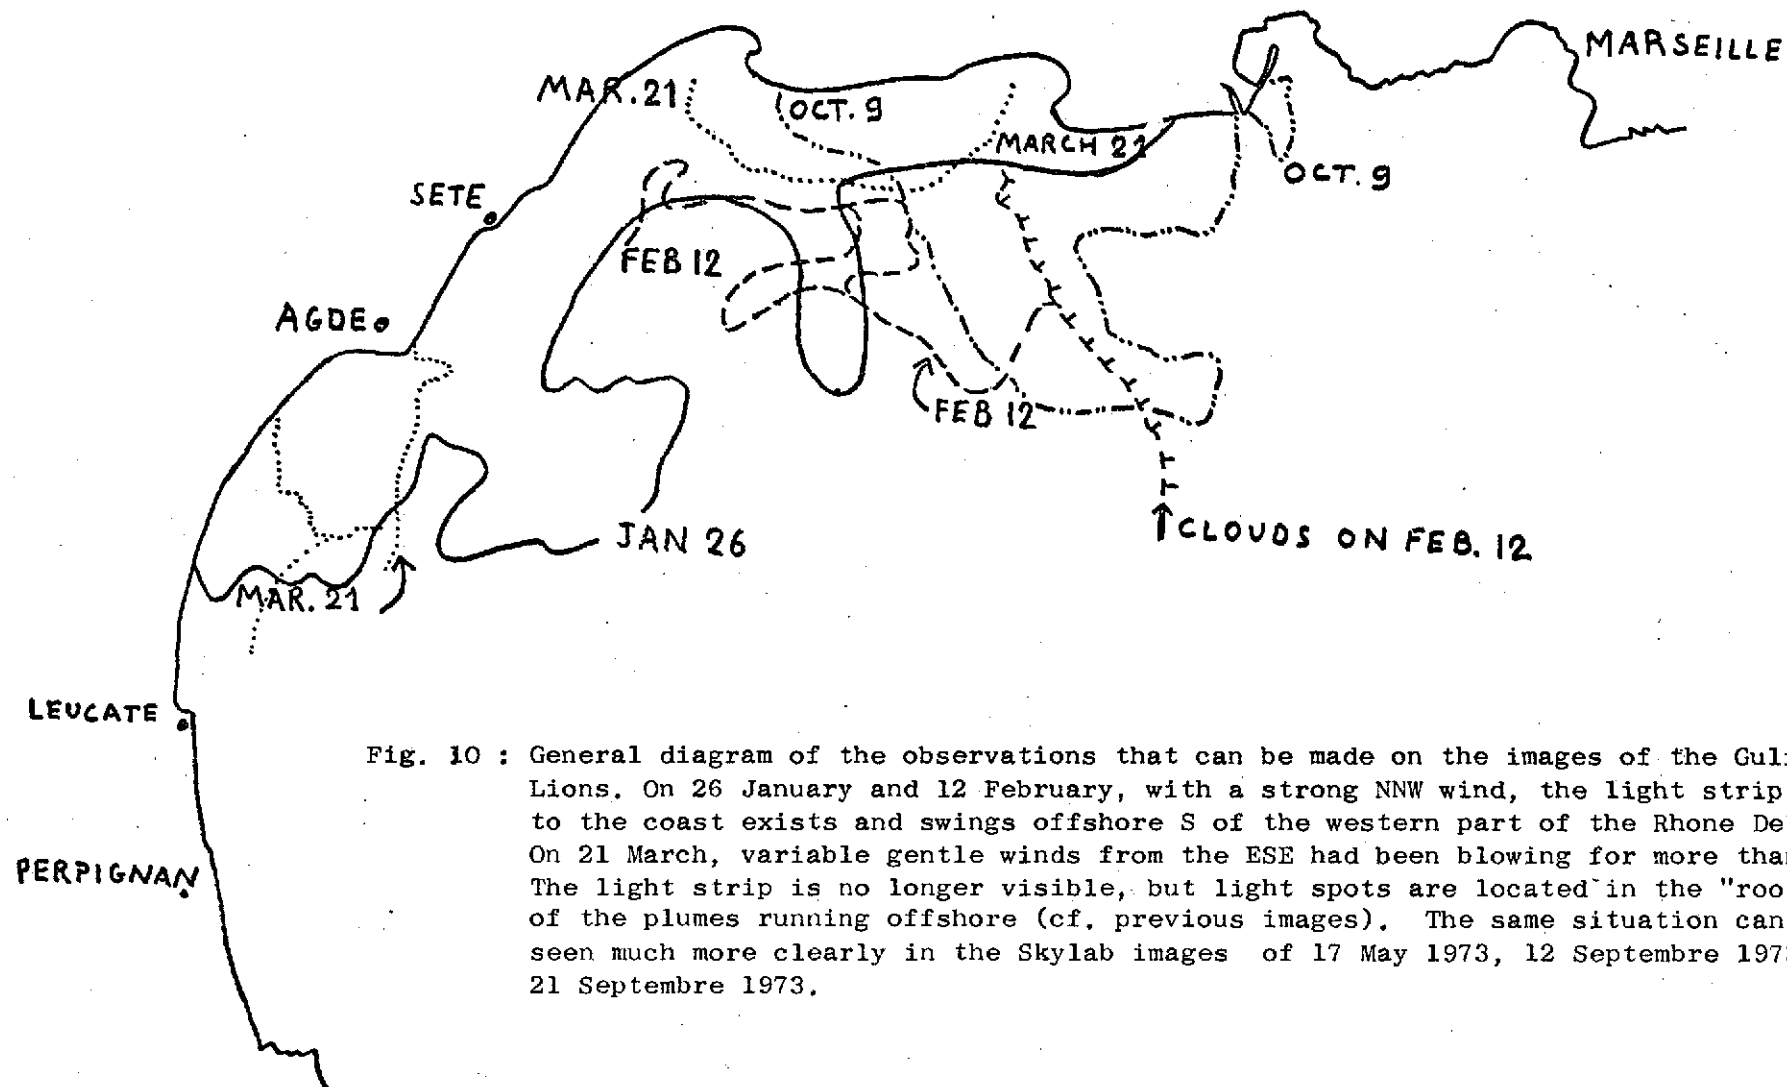 MARSEILLE
MAR. 21
OCT. 9
MARCH 21
OCT. 9
SETE
FEB 12
AGDE
FEB 12
JAN 26
CLOUDS ON FEB. 12
MAR. 21
LEUCATE
PERPIGNAN
Fig. 10 : General diagram of the observations that can be made on the images of the
Lions. On 26 January and 12 February, with a strong NNW wind, the light strip
to the coast exists and swings offshore S of the western part of the Rhone
On 21 March, variable gentle winds from the ESE had been blowing for more
The light strip is no longer visible, but light spots are located in the
of the plumes running offshore (cf. previous images). The same situation can
seen much more clearly in the Skylab images of 17 May 1973, 12 Septembre
21 Septembre 1973.